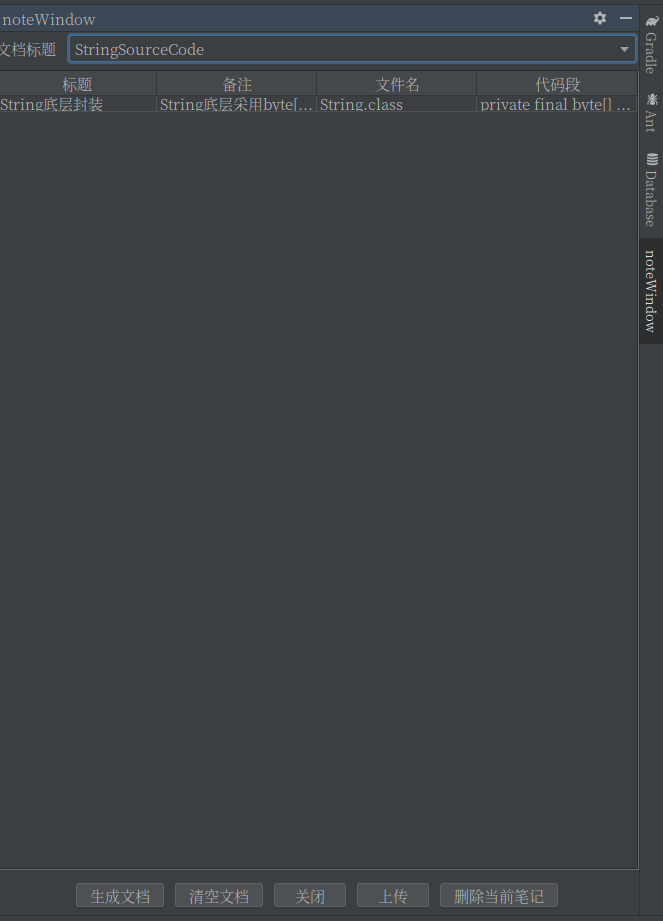 noteWindow
文档标题 StringSourceCode
标题 备注 文件名 代码段
String底层封装 String底层采用byte[... String.class private final byte[] ...
生成文档 清空文档 关闭 上传 删除当前笔记
Gradle
Ant
Database
noteWindow